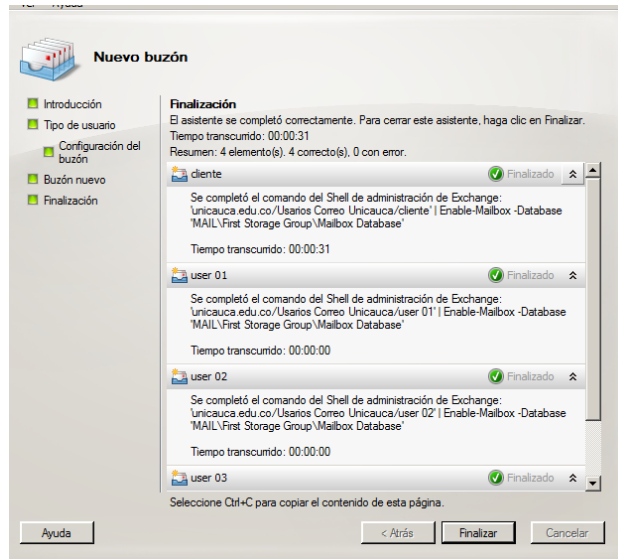 Ver Ayuda
Nuevo buzón
Introducción
Tipo de usuario
Configuración del
buzón
Buzón nuevo
Finalización
Finalización
El asistente se completó correctamente. Para cerrar este asistente, haga clic en Finalizar.
Tiempo transcurrido: 00:00:31
Resumen: 4 elemento(s). 4 correcto(s), 0 con error.
cliente
Finalizado
Se completó el comando del Shell de administración de Exchange:
'unicauca.edu.co/Usarios Correo Unicauca/cliente' | Enable-Mailbox -Database
'MAIL\First Storage Group\Mailbox Database'
Tiempo transcurrido: 00:00:31
user 01
Finalizado
Se completó el comando del Shell de administración de Exchange:
'unicauca.edu.co/Usarios Correo Unicauca/user 01' | Enable-Mailbox -Database
'MAIL\First Storage Group\Mailbox Database'
Tiempo transcurrido: 00:00:00
user 02
Finalizado
Se completó el comando del Shell de administración de Exchange:
'unicauca.edu.co/Usarios Correo Unicauca/user 02' | Enable-Mailbox -Database
'MAIL\First Storage Group\Mailbox Database'
Tiempo transcurrido: 00:00:00
user 03
Finalizado
Seleccione Ctrl+C para copiar el contenido de esta página.
Ayuda
< Atrás
Finalizar
Cancelar